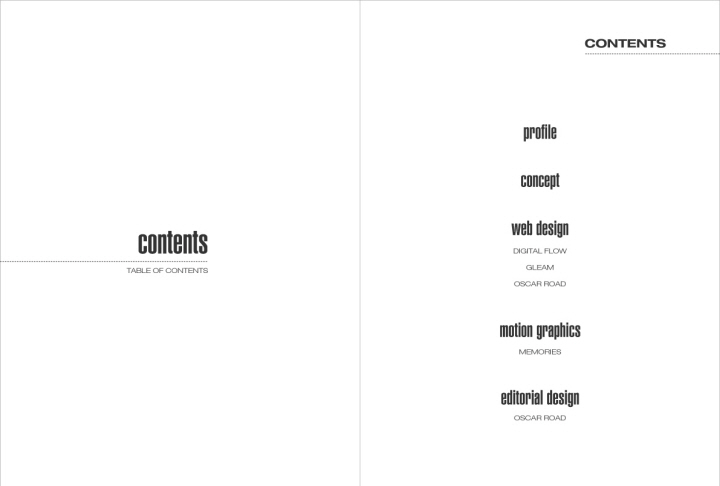 contents
TABLE OF CONTENTS
CONTENTS
profile
concept
web design
DIGITAL FLOW
GLEAM
OSCAR ROAD
motion graphics
MEMORIES
editorial design
OSCAR ROAD